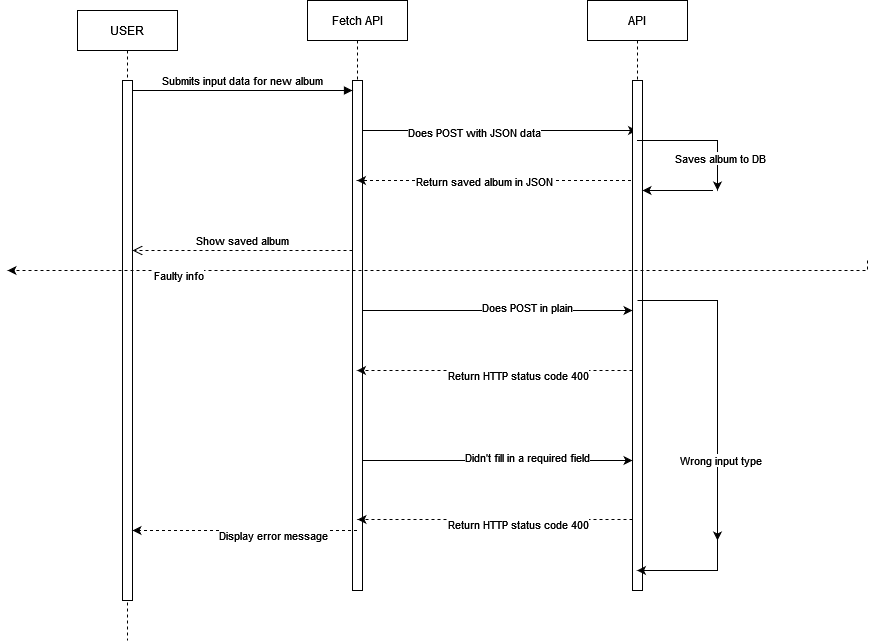 USER
Fetch API
API
Submits input data for new album
Does POST with JSON data
Saves album to DB
Return saved album in JSON
Show saved album
Faulty info
Does POST in plain
Return HTTP status code 400
Didn't fill in a required field
Wrong input type
Return HTTP status code 400
Display error message